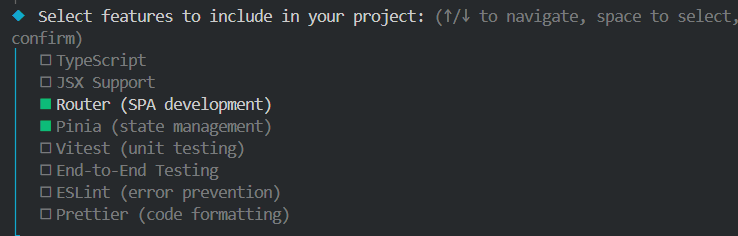 Select features to include in your project: (↑/↓ to navigate, space to select,
confirm)
TypeScript
JSX Support
Router (SPA development)
Pinia (state management)
Vitest (unit testing)
End-to-End Testing
ESLint (error prevention)
Prettier (code formatting)